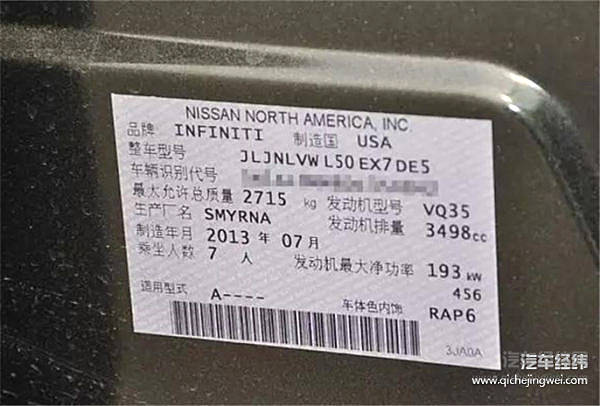 NISSAN NORTH AMERICA, INC
品牌 INFINITI 制造国 USA
整车型号 JLJNLVW L50 EX7 DE5
车辆识别代号
最大允许总质量 2715 kg 发动机型号 VQ35
生产厂名 SMYRNA 发动机排量 3498cc
制造年月 2013 年 07 月
乘坐人数 7 人 发动机最大净功率 193 kW
456
适用型式 A---- 车体色内饰 RAP6
3JA0A
汽车经纬
www.qichejingwei.com